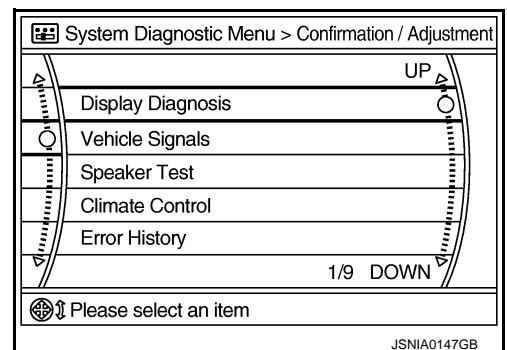 System Diagnostic Menu > Confirmation / Adjustment
UP
Display Diagnosis
Vehicle Signals
Speaker Test
Climate Control
Error History
1/9 DOWN
Please select an item
JSNIA0147GB